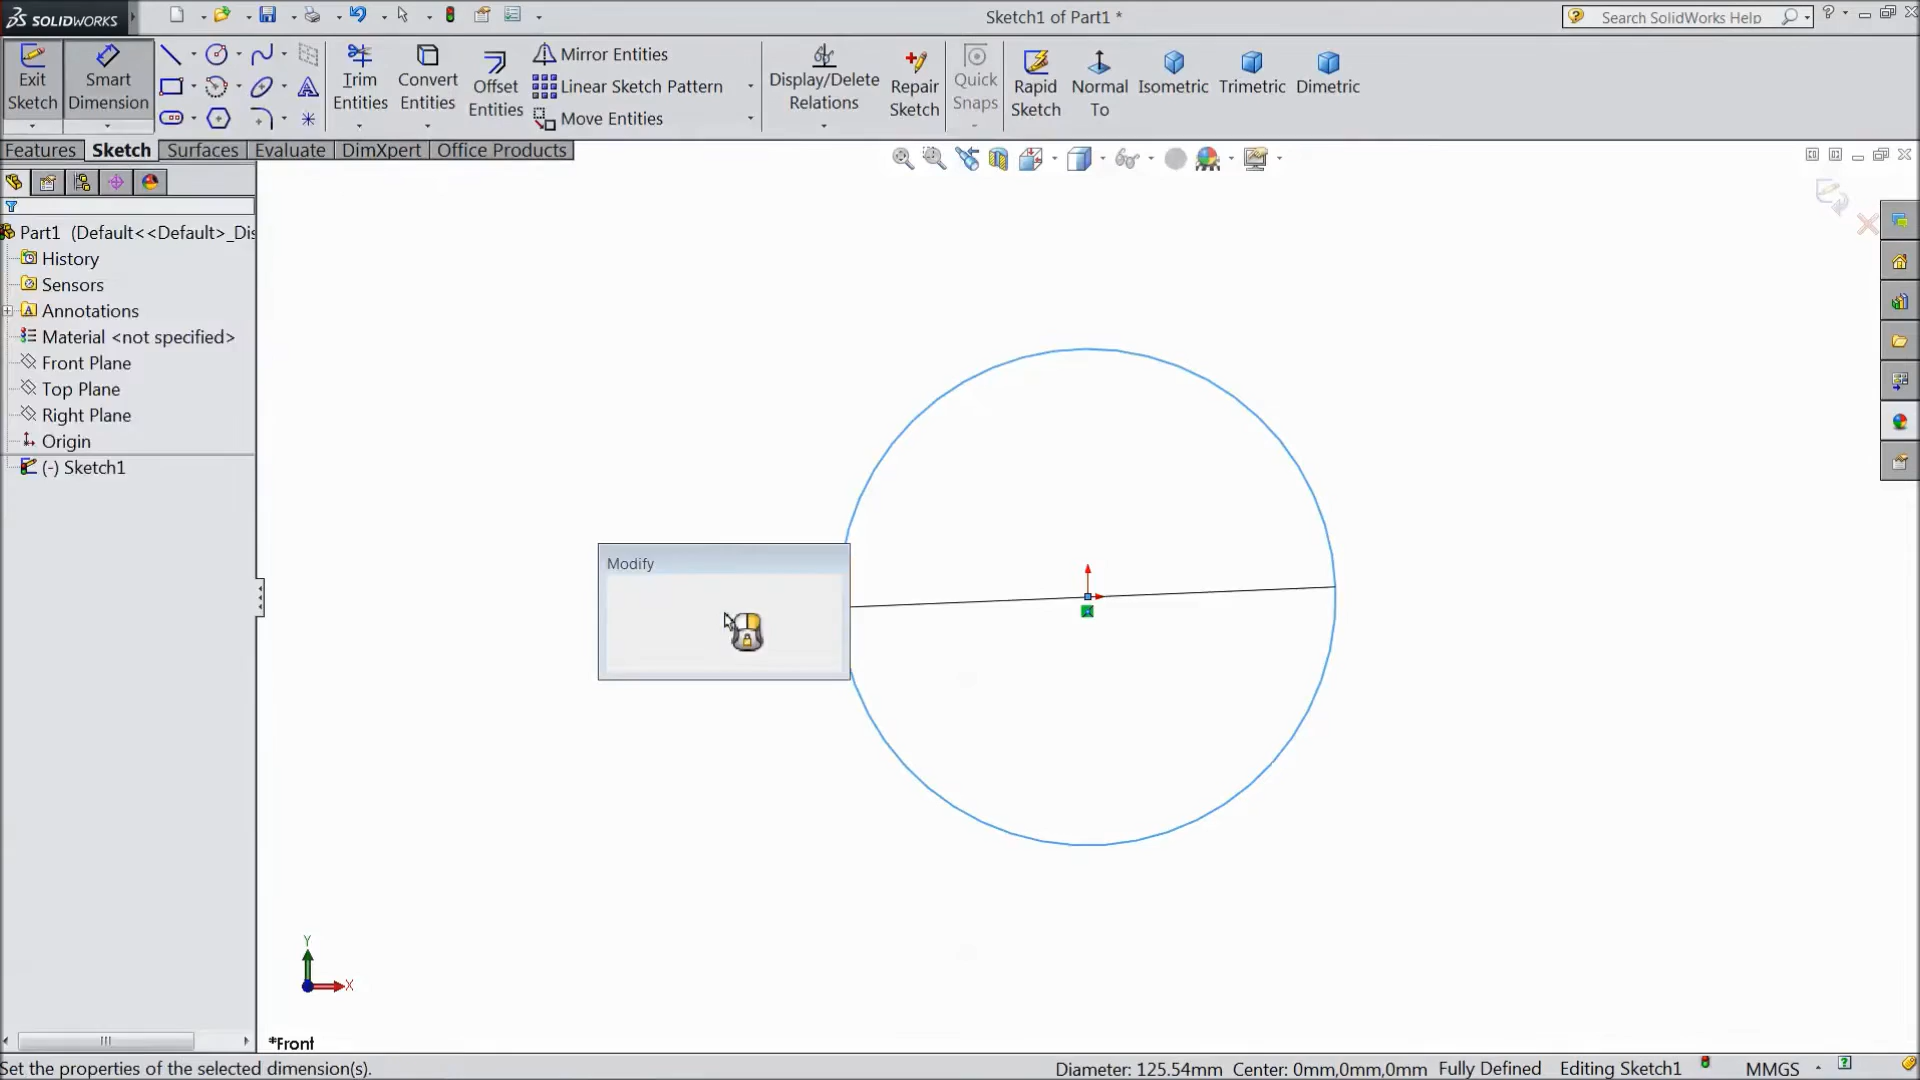 SOLIDWORKS
Sketch1 of Part1 *
Search SolidWorks Help
Exit Sketch
Smart Dimension
Trim Entities
Convert Entities
Offset Entities
Mirror Entities
Linear Sketch Pattern
Move Entities
Display/Delete Relations
Repair Sketch
Quick Snaps
Rapid Sketch
Normal To
Isometric
Trimetric
Dimetric
Features Sketch Surfaces Evaluate DimXpert Office Products
Part1 (Default<<Default>_Dis
History
Sensors
Annotations
Material <not specified>
Front Plane
Top Plane
Right Plane
Origin
(-) Sketch1
Modify
Y
X
*Front
Set the properties of the selected dimension(s).
Diameter: 125.54mm Center: 0mm,0mm,0mm Fully Defined Editing Sketch1 MMGS